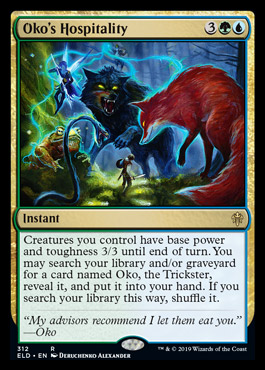 Oko's Hospitality 3
Instant
Creatures you control have base power
and toughness 3/3 until end of turn. You
may search your library and/or graveyard
for a card named Oko, the Trickster,
reveal it, and put it into your hand. If you
search your library this way, shuffle it.
“My advisors recommend I let them eat you.”
—Oko
312 R
ELD • EN Deruchenko Alexander
™ & © 2019 Wizards of the Coast